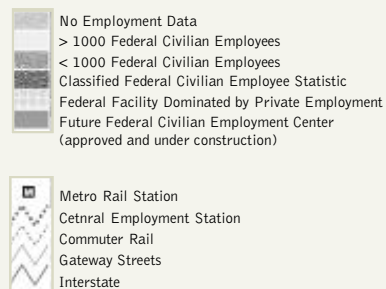 No Employment Data
> 1000 Federal Civilian Employees
< 1000 Federal Civilian Employees
Classified Federal Civilian Employee Statistic
Federal Facility Dominated by Private Employment
Future Federal Civilian Employment Center
(approved and under construction)
Metro Rail Station
Cetnral Employment Station
Commuter Rail
Gateway Streets
Interstate